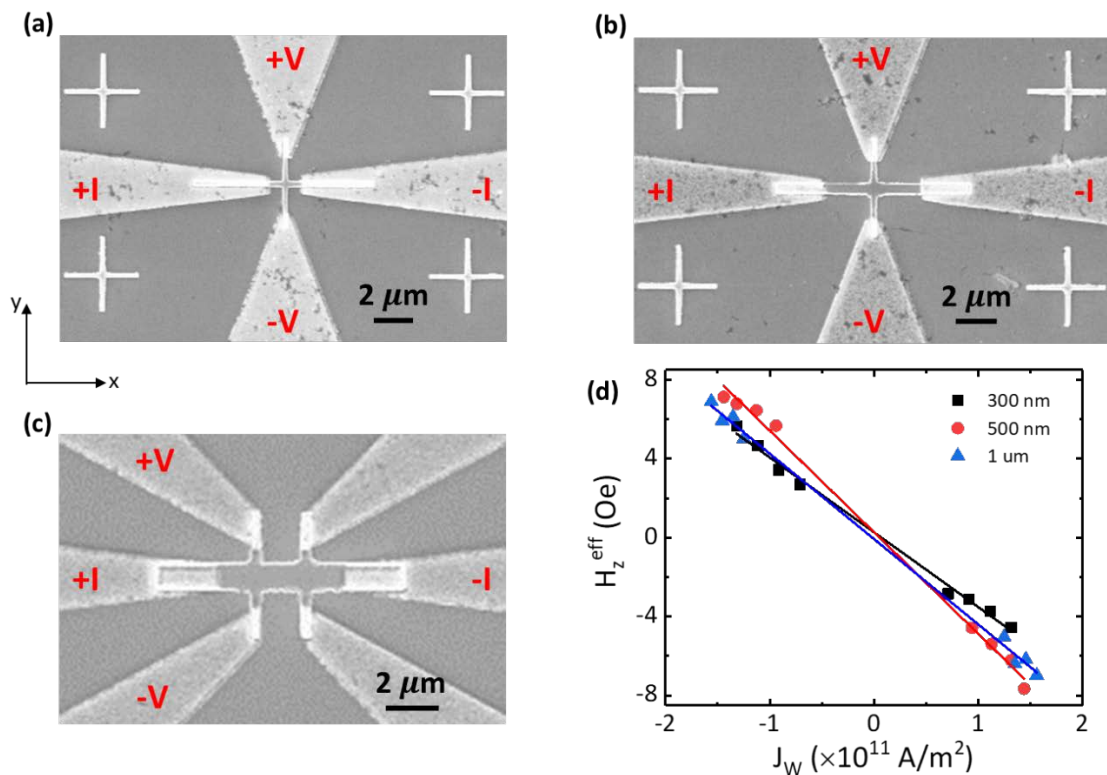 (a)
+V
+I
-I
-V
2 μm
y
x
(b)
+V
+I
-I
-V
2 μm
(c)
+V
+I
-I
-V
2 μm
(d)
8
4
0
-4
-8
-2
-1
0
1
2
H_z^eff (Oe)
J_W (×10^11 A/m^2)
300 nm
500 nm
1 um